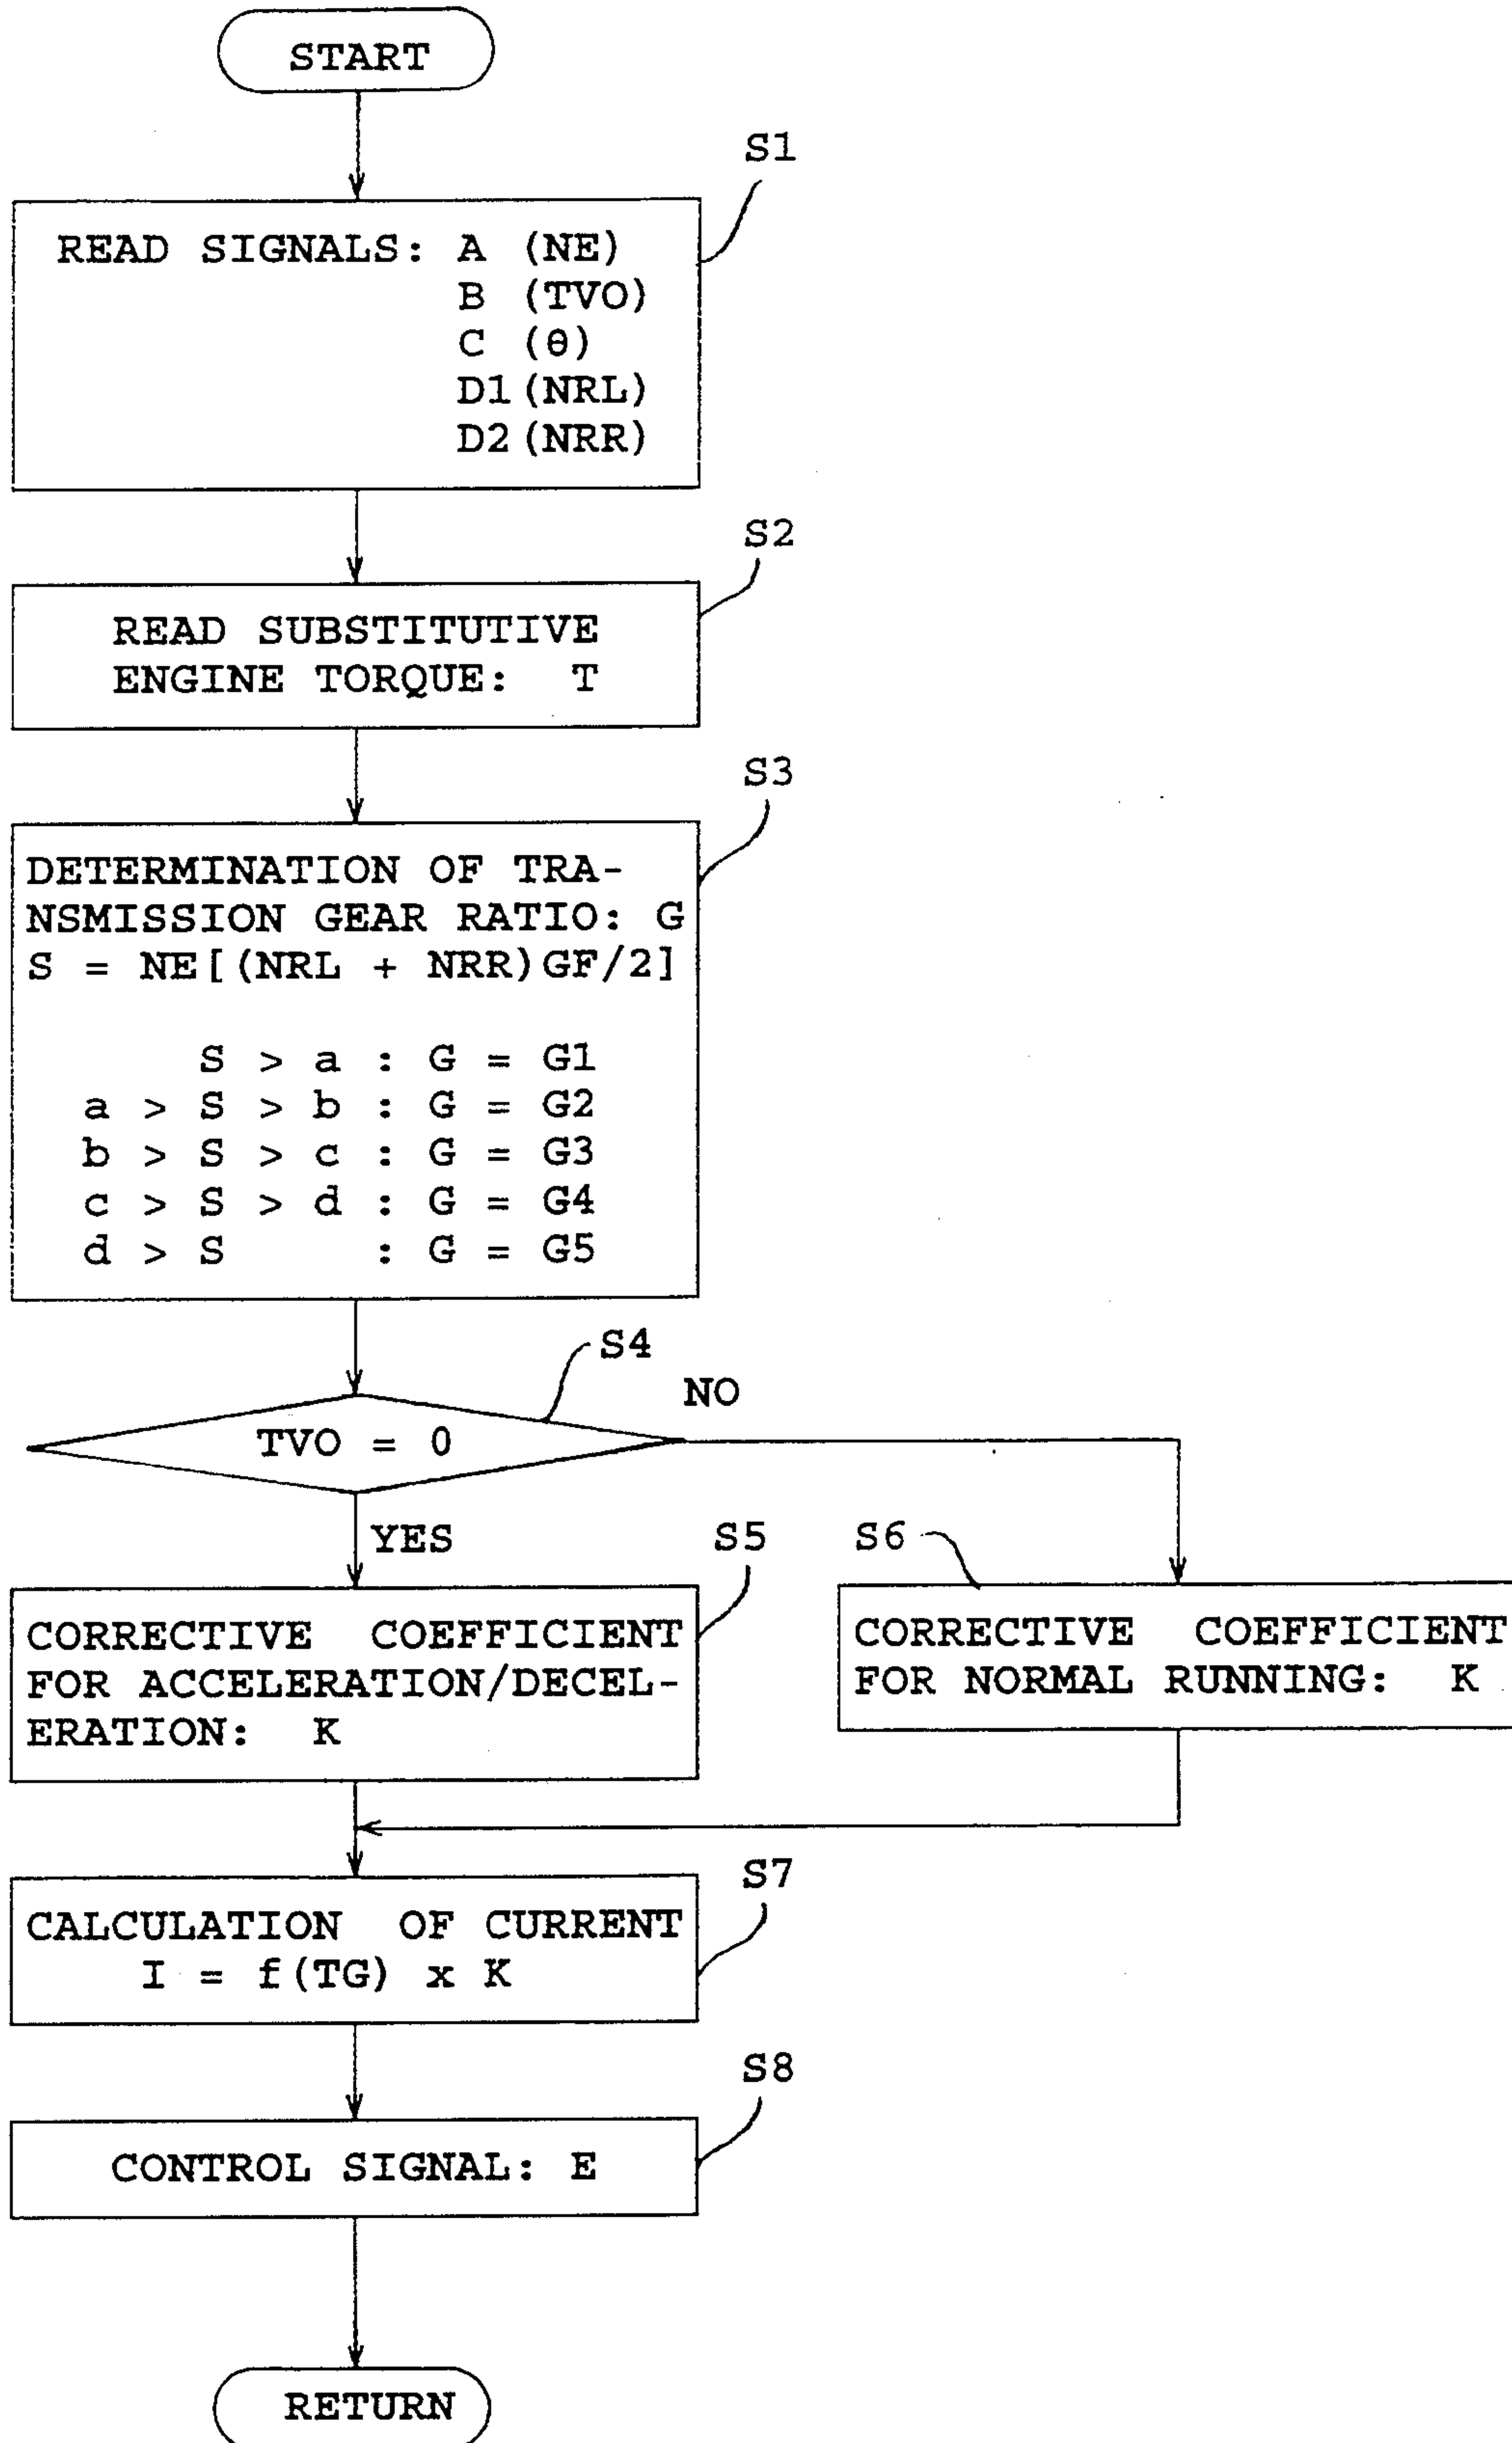 START
S1
READ SIGNALS: A (NE)
B (TVO)
C (θ)
D1 (NRL)
D2 (NRR)
S2
READ SUBSTITUTIVE
ENGINE TORQUE: T
S3
DETERMINATION OF TRA-
NSMISSION GEAR RATIO: G
S = NE[(NRL + NRR)GF/2]
S > a : G = G1
a > S > b : G = G2
b > S > c : G = G3
c > S > d : G = G4
d > S : G = G5
S4
NO
TVO = 0
YES
S5
S6
CORRECTIVE COEFFICIENT
FOR ACCELERATION/DECEL-
ERATION: K
CORRECTIVE COEFFICIENT
FOR NORMAL RUNNING: K
S7
CALCULATION OF CURRENT
I = f(TG) x K
S8
CONTROL SIGNAL: E
RETURN